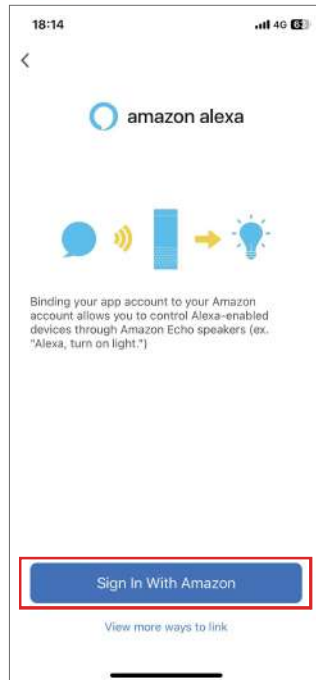 18:14 4G 62
amazon alexa
Binding your app account to your Amazon
account allows you to control Alexa-enabled
devices through Amazon Echo speakers (ex.
"Alexa, turn on light.")
Sign In With Amazon
View more ways to link